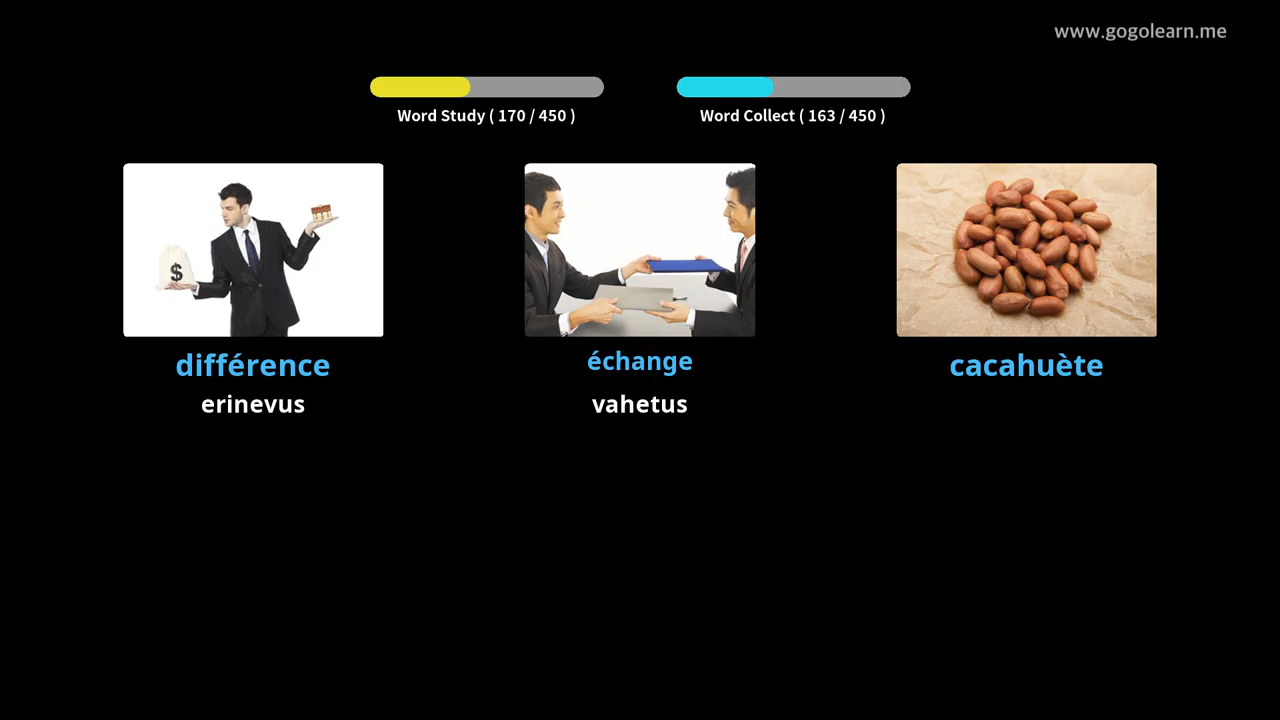 www.gogolearn.me
Word Study ( 170 / 450 )
Word Collect ( 163 / 450 )
$
différence
échange
cacahuète
erinevus
vahetus